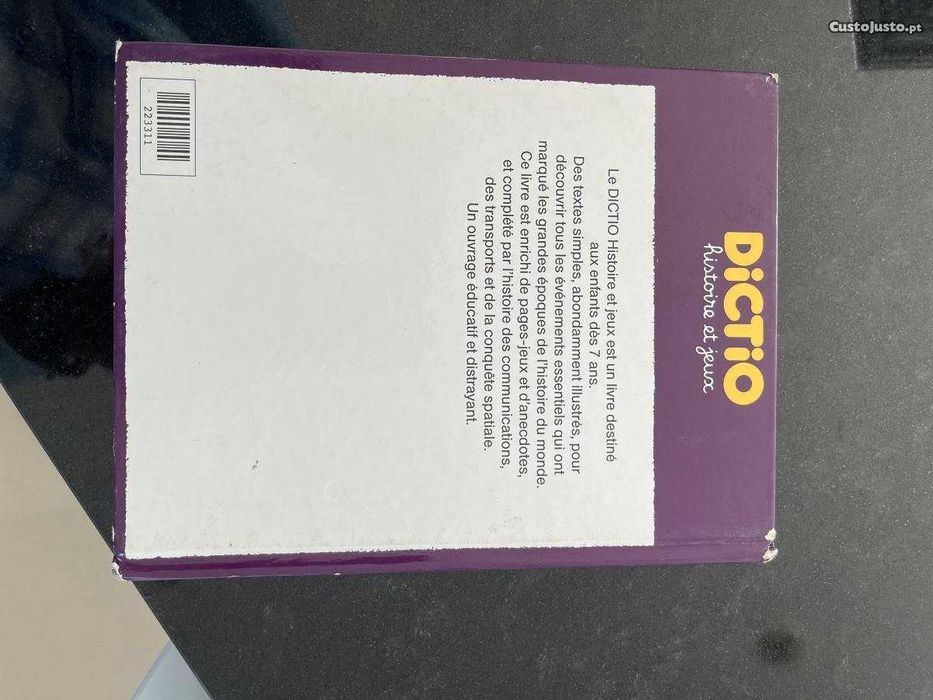 CustoJusto.pt
DiCTiO
histoire et jeux
Le DICTIO Histoire et jeux est un livre destiné
aux enfants dès 7 ans.
Des textes simples, abondamment illustrés, pour
découvrir tous les événements essentiels qui ont
marqué les grandes époques de l'histoire du monde.
Ce livre est enrichi de pages-jeux et d'anecdotes,
et complété par l'histoire des communications,
des transports et de la conquête spatiale.
Un ouvrage éducatif et distrayant.
223311